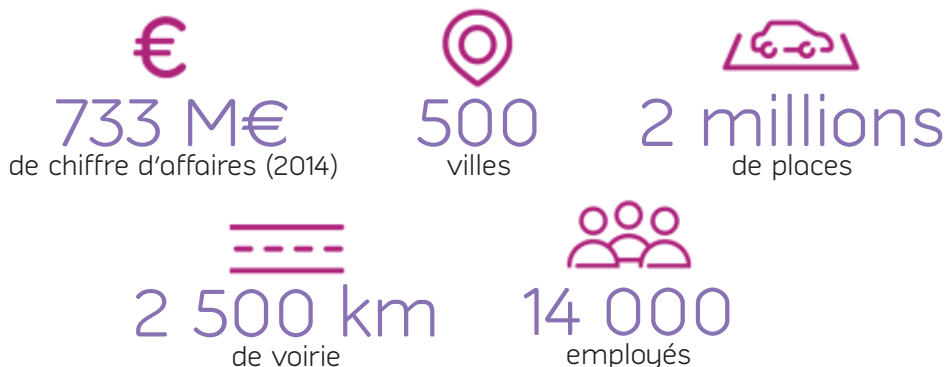 733 M€
de chiffre d'affaires (2014)
500
villes
2 millions
de places
2 500 km
de voirie
14 000
employés